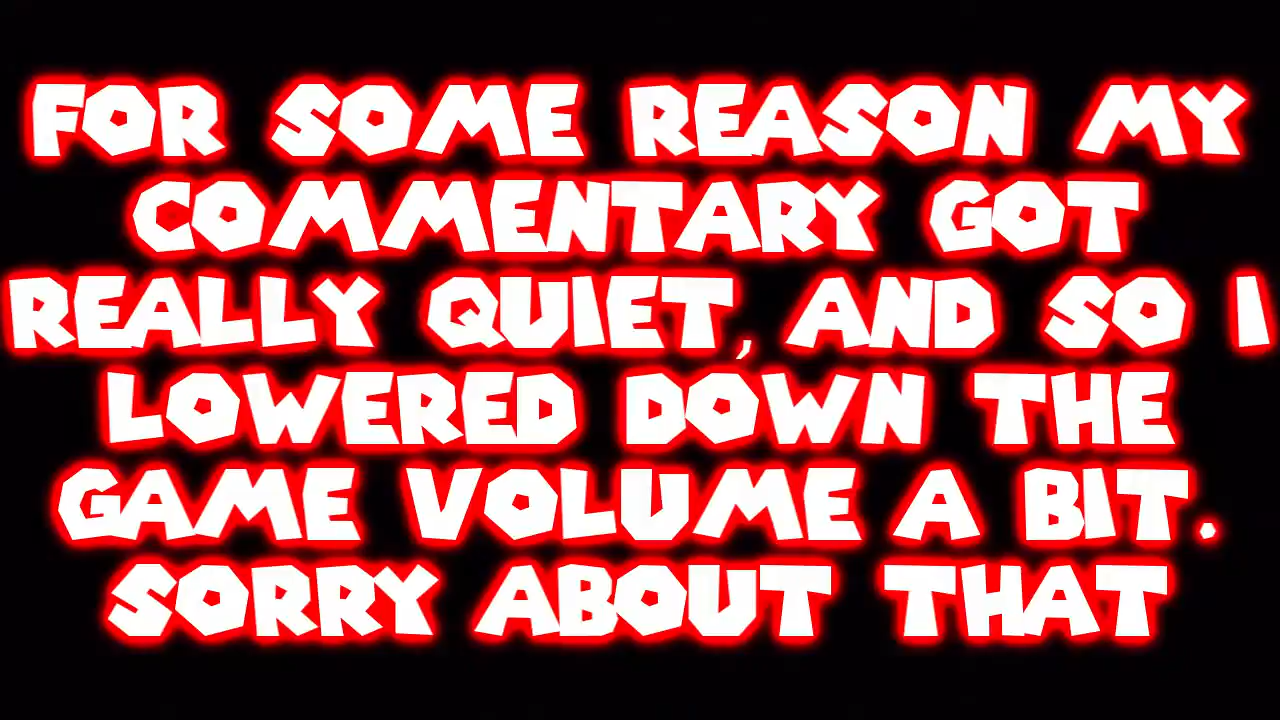 FOR SOME REASON MY
COMMENTARY GOT
REALLY QUIET, AND SO I
LOWERED DOWN THE
GAME VOLUME A BIT.
SORRY ABOUT THAT